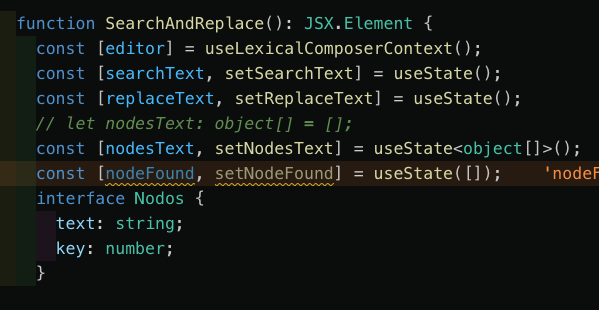 function SearchAndReplace(): JSX.Element {
const [editor] = useLexicalComposerContext();
const [searchText, setSearchText] = useState();
const [replaceText, setReplaceText] = useState();
// let nodesText: object[] = [];
const [nodesText, setNodesText] = useState<object[]>();
const [nodeFound, setNodeFound] = useState([]); 'nodeF
interface Nodos {
text: string;
key: number;
}